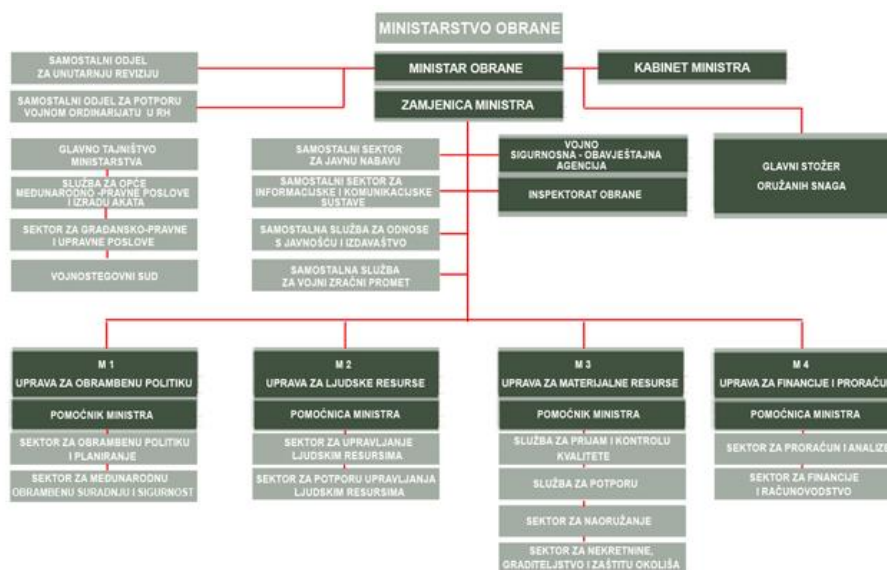 MINISTARSTVO OBRANE
SAMOSTALNI ODJEL
ZA UNUTARNJU REVIZIJU
MINISTAR OBRANE
KABINET MINISTRA
SAMOSTALNI ODJEL ZA POTPORU
VOJNOM ORDINARIJATU U RH
ZAMJENICA MINISTRA
GLAVNO TAJNIŠTVO
MINISTARSTVA
SLUŽBA ZA OPĆE
MEĐUNARODNO -PRAVNE POSLOVE
I IZRADU AKATA
SEKTOR ZA GRAĐANSKO-PRAVNE
I UPRAVNE POSLOVE
VOJNOSTEGOVNI SUD
SAMOSTALNI SEKTOR
ZA JAVNU NABAVU
SAMOSTALNI SEKTOR ZA
INFORMACIJSKE I KOMUNIKACIJSKE
SUSTAVE
SAMOSTALNA SLUŽBA ZA ODNOSE
S JAVNOŠĆU I IZDAVAŠTVO
SAMOSTALNA SLUŽBA
ZA VOJNI ZRAČNI PROMET
VOJNO
SIGURNOSNA - OBAVJEŠTAJNA
AGENCIJA
INSPEKTORAT OBRANE
GLAVNI STOŽER
ORUŽANIH SNAGA
M 1
UPRAVA ZA OBRAMBENU POLITIKU
POMOĆNIK MINISTRA
SEKTOR ZA OBRAMBENU POLITIKU
I PLANIRANJE
SEKTOR ZA MEĐUNARODNU
OBRAMBENU SURADNJU I SIGURNOST
M 2
UPRAVA ZA LJUDSKE RESURSE
POMOĆNICA MINISTRA
SEKTOR ZA UPRAVLJANJE
LJUDSKIM RESURSIMA
SEKTOR ZA POTPORU UPRAVLJANJA
LJUDSKIM RESURSIMA
M 3
UPRAVA ZA MATERIJALNE RESURSE
POMOĆNIK MINISTRA
SLUŽBA ZA PRIJAM I KONTROLU
KVALITETE
SLUŽBA ZA POTPORU
SEKTOR ZA NAORUŽANJE
SEKTOR ZA NEKRETNINE,
GRADITELJSTVO I ZAŠTITU OKOLIŠA
M 4
UPRAVA ZA FINANCIJE I PRORAČUN
POMOĆNICA MINISTRA
SEKTOR ZA PRORAČUN I ANALIZE
SEKTOR ZA FINANCIJE
I RAČUNOVODSTVO